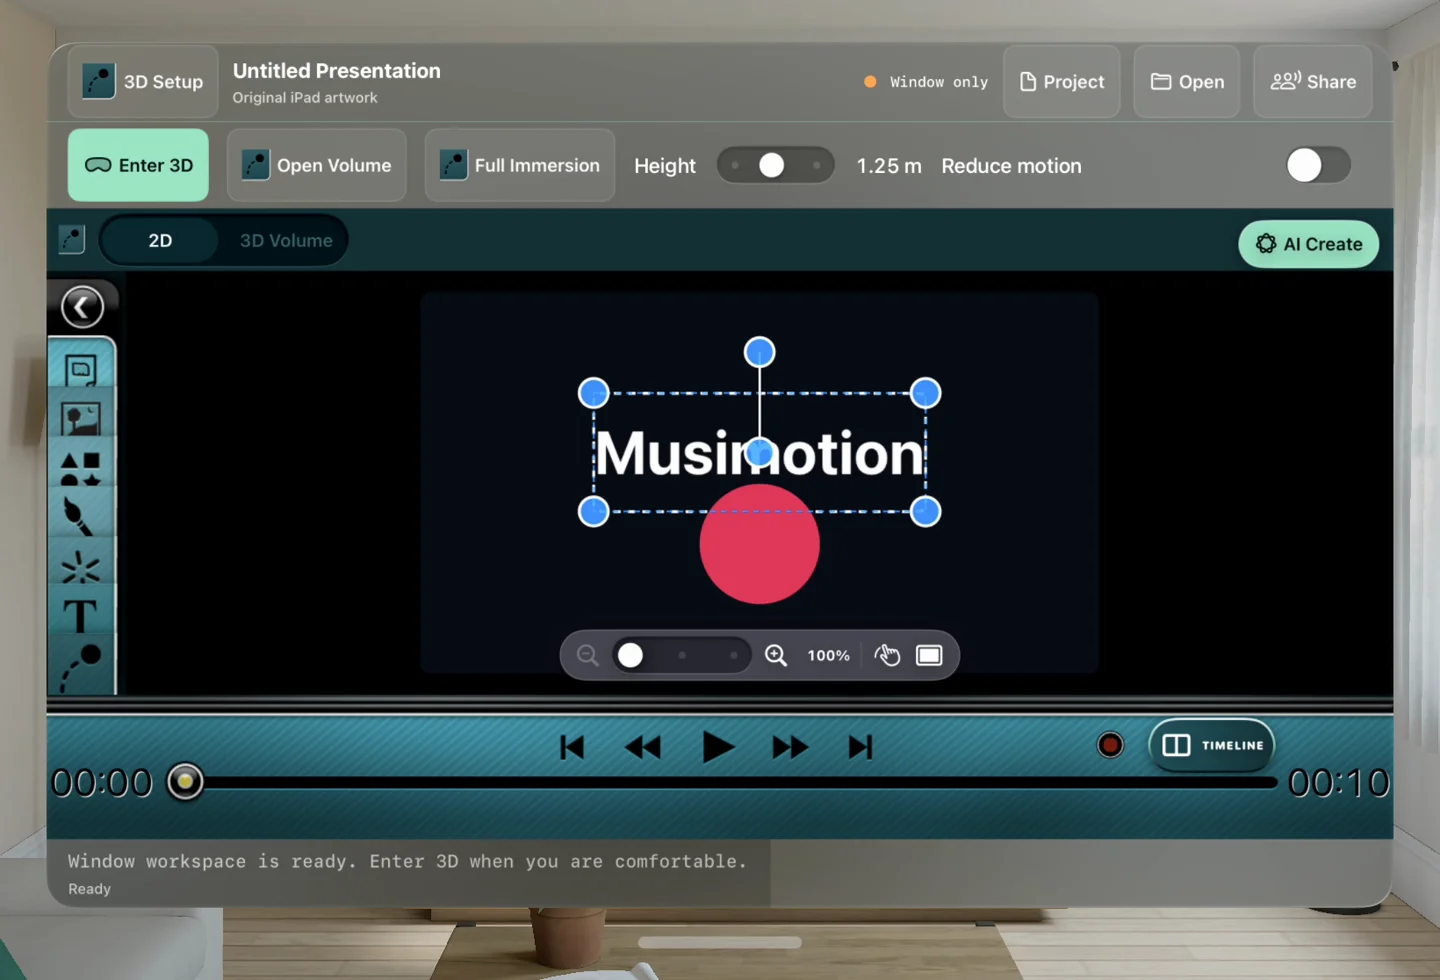 3D Setup
Untitled Presentation
Original iPad artwork
Window only
Project
Open
Share
Enter 3D
Open Volume
Full Immersion
Height
1.25 m
Reduce motion
2D
3D Volume
AI Create
Musimotion
T
100%
TIMELINE
00:00
00:10
Window workspace is ready. Enter 3D when you are comfortable.
Ready